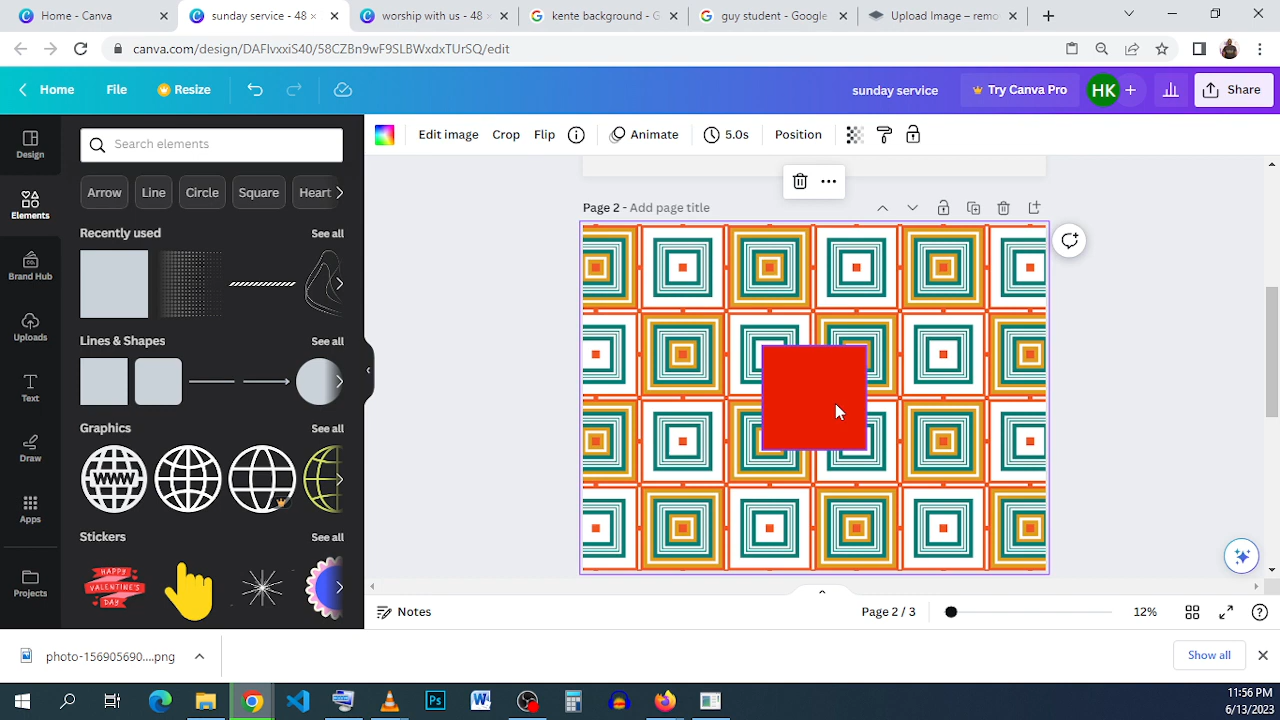 Home - Canva
sunday service - 48 ×
worship with us - 48 ×
kente background - G
guy student - Google
Upload Image – remo
canva.com/design/DAFlvxxiS40/58CZBn9wF9SLBWxdxTUrSQ/edit
Home
File
Resize
sunday service
Try Canva Pro
HK
Share
Design
Elements
Brand Hub
Uploads
Text
Draw
Apps
Projects
Search elements
Arrow
Line
Circle
Square
Heart
Recently used
See all
Lines & Shapes
See all
Graphics
See all
WWW
Stickers
See all
HAPPY
VALENTINE'S
DAY
Edit image
Crop
Flip
Animate
5.0s
Position
Page 2 - Add page title
Notes
Page 2 / 3
12%
photo-156905690....png
Show all
Ps
W
11:56 PM
6/13/2023